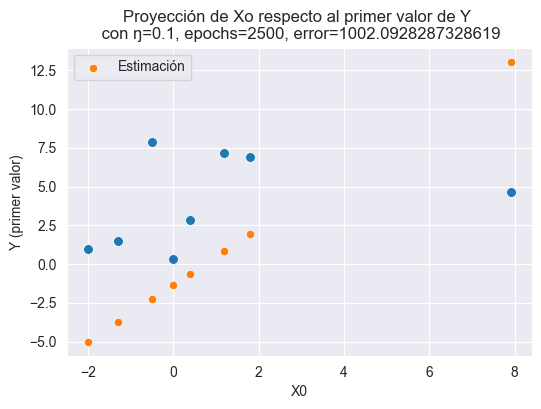 Proyección de Xo respecto al primer valor de Y
con ŋ=0.1, epochs=2500, error=1002.0928287328619
Estimación
12.5
10.0
7.5
5.0
2.5
0.0
−2.5
−5.0
Y (primer valor)
−2
0
2
4
6
8
X0